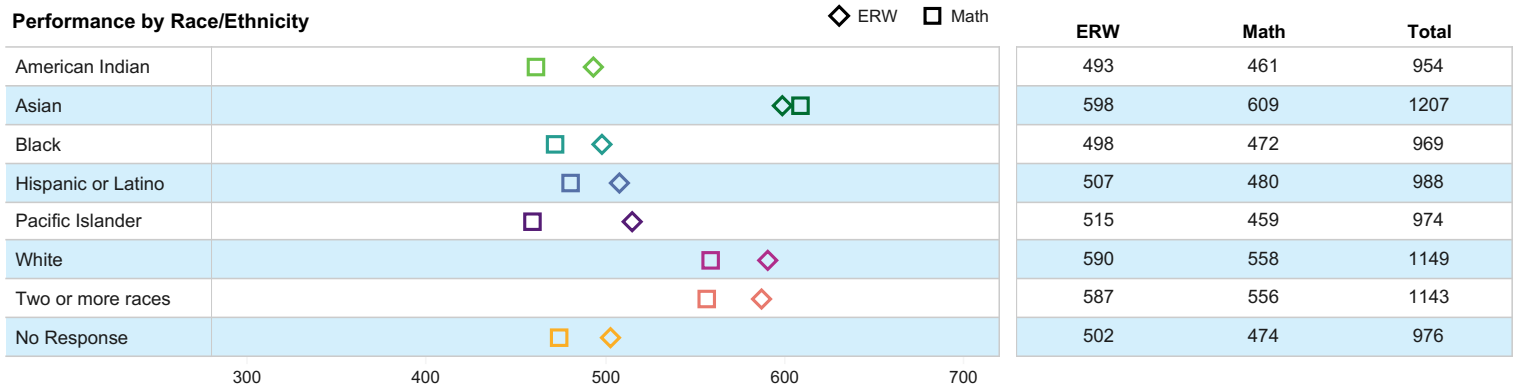 Performance by Race/Ethnicity ERW Math
ERW Math Total
American Indian 493 461 954
Asian 598 609 1207
Black 498 472 969
Hispanic or Latino 507 480 988
Pacific Islander 515 459 974
White 590 558 1149
Two or more races 587 556 1143
No Response 502 474 976
300 400 500 600 700